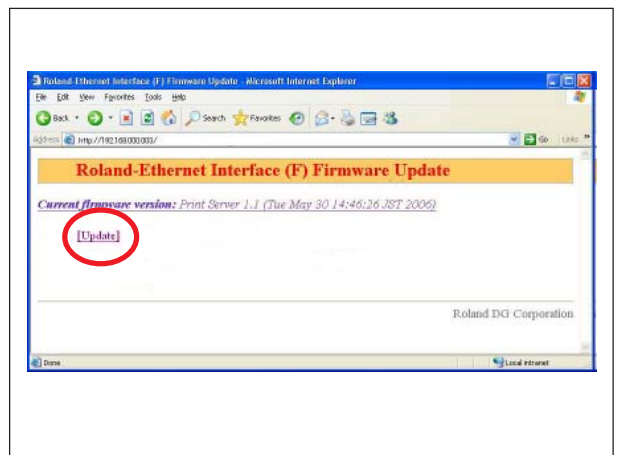 Roland-Ethernet Interface (F) Firmware Update - Microsoft Internet Explorer
File Edit View Favorites Tools Help
Back Search Favorites
Address http://192.168.000.003/ Go Links »
Roland-Ethernet Interface (F) Firmware Update
Current firmware version: Print Server 1.1 (Tue May 30 14:46:26 JST 2006)
[Update]
Roland DG Corporation
Done Local intranet